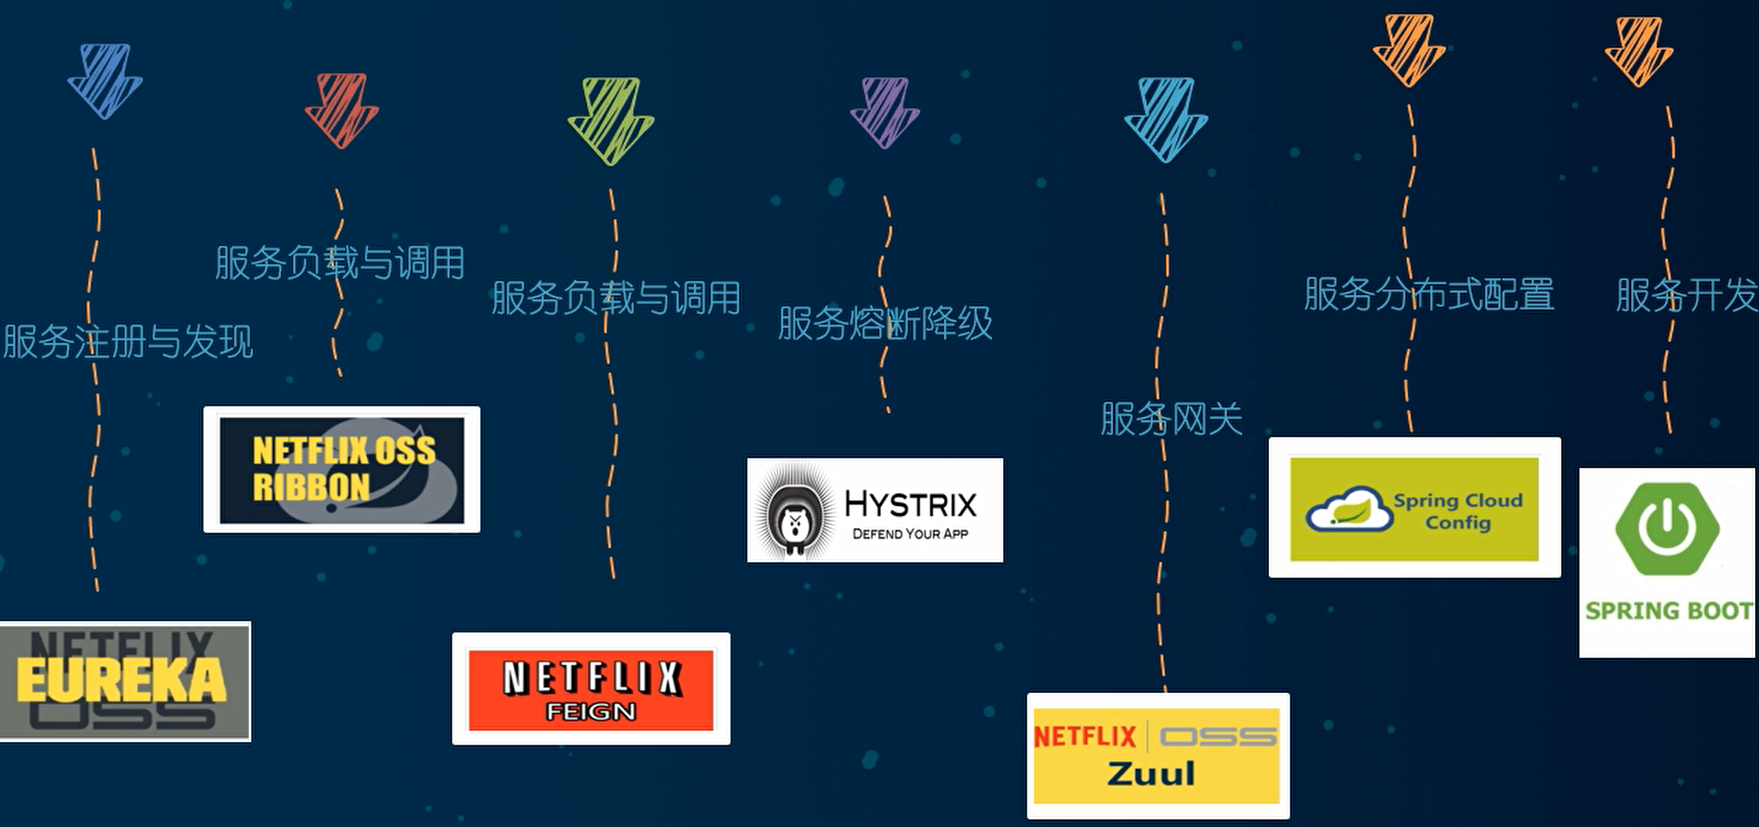 服务注册与发现
NETFLIX
EUREKA
OSS
服务负载与调用
NETFLIX OSS
RIBBON
服务负载与调用
NETFLIX
FEIGN
服务熔断降级
HYSTRIX
DEFEND YOUR APP
服务网关
NETFLIX | OSS
Zuul
服务分布式配置
Spring Cloud
Config
服务开发
SPRING BOOT